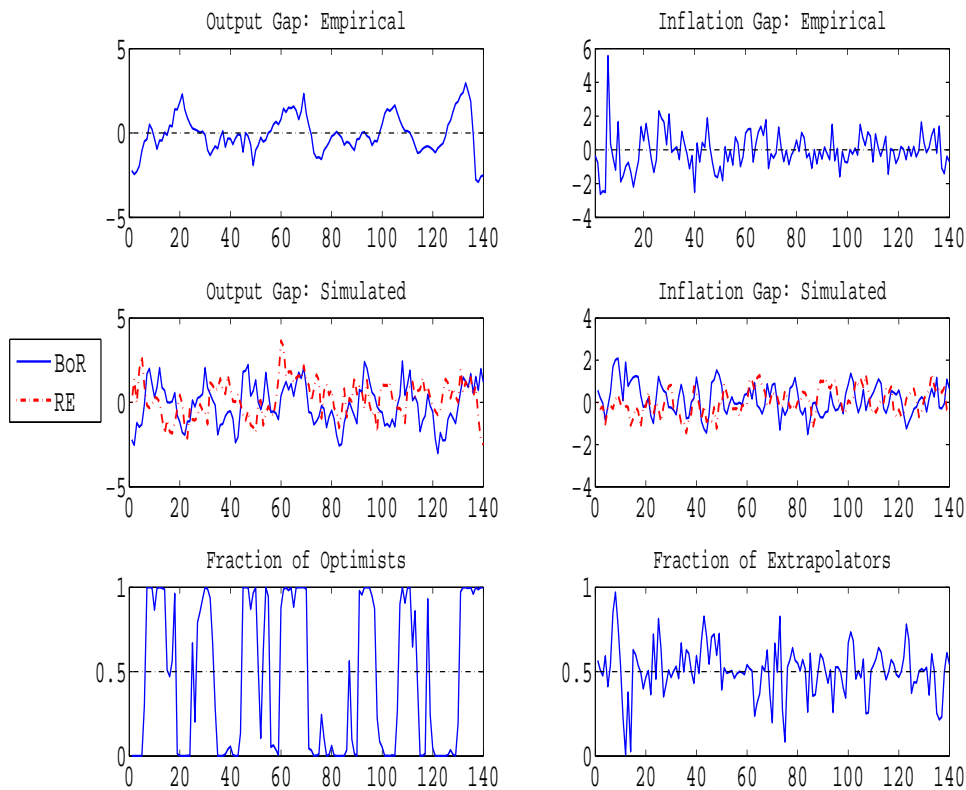 Output Gap: Empirical
5
0
−5
0 20 40 60 80 100 120 140
Inflation Gap: Empirical
6
4
2
0
−2
−4
0 20 40 60 80 100 120 140
Output Gap: Simulated
5
0
−5
0 20 40 60 80 100 120 140
BoR
RE
Inflation Gap: Simulated
4
2
0
−2
−4
0 20 40 60 80 100 120 140
Fraction of Optimists
1
0.5
0
0 20 40 60 80 100 120 140
Fraction of Extrapolators
1
0.5
0
0 20 40 60 80 100 120 140